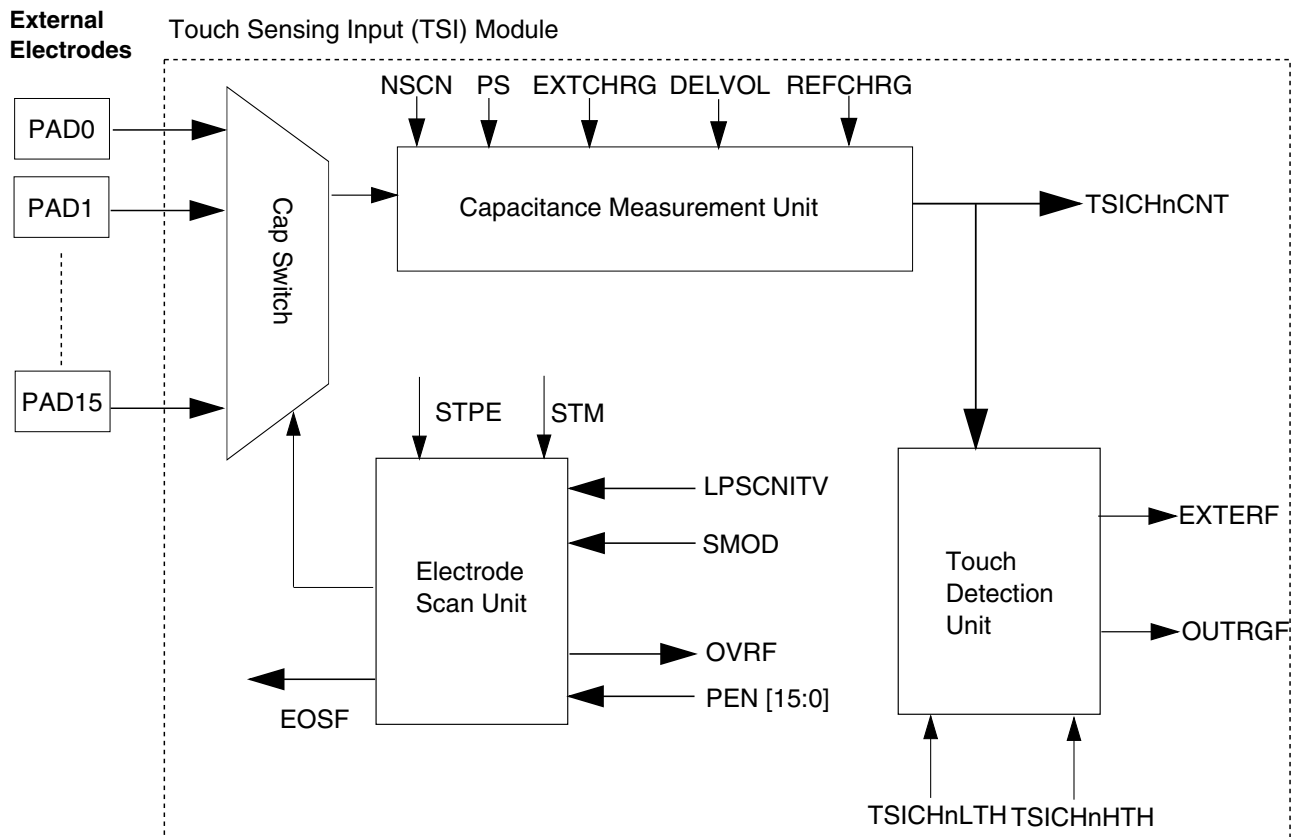 External
Electrodes
Touch Sensing Input (TSI) Module
NSCN PS EXTCHRG DELVOL REFCHRG
PAD0
PAD1
PAD15
Cap Switch
Capacitance Measurement Unit
TSICHnCNT
STPE
STM
LPSCNITV
SMOD
Electrode
Scan Unit
OVRF
PEN [15:0]
EOSF
Touch
Detection
Unit
EXTERF
OUTRGF
TSICHnLTH TSICHnHTH